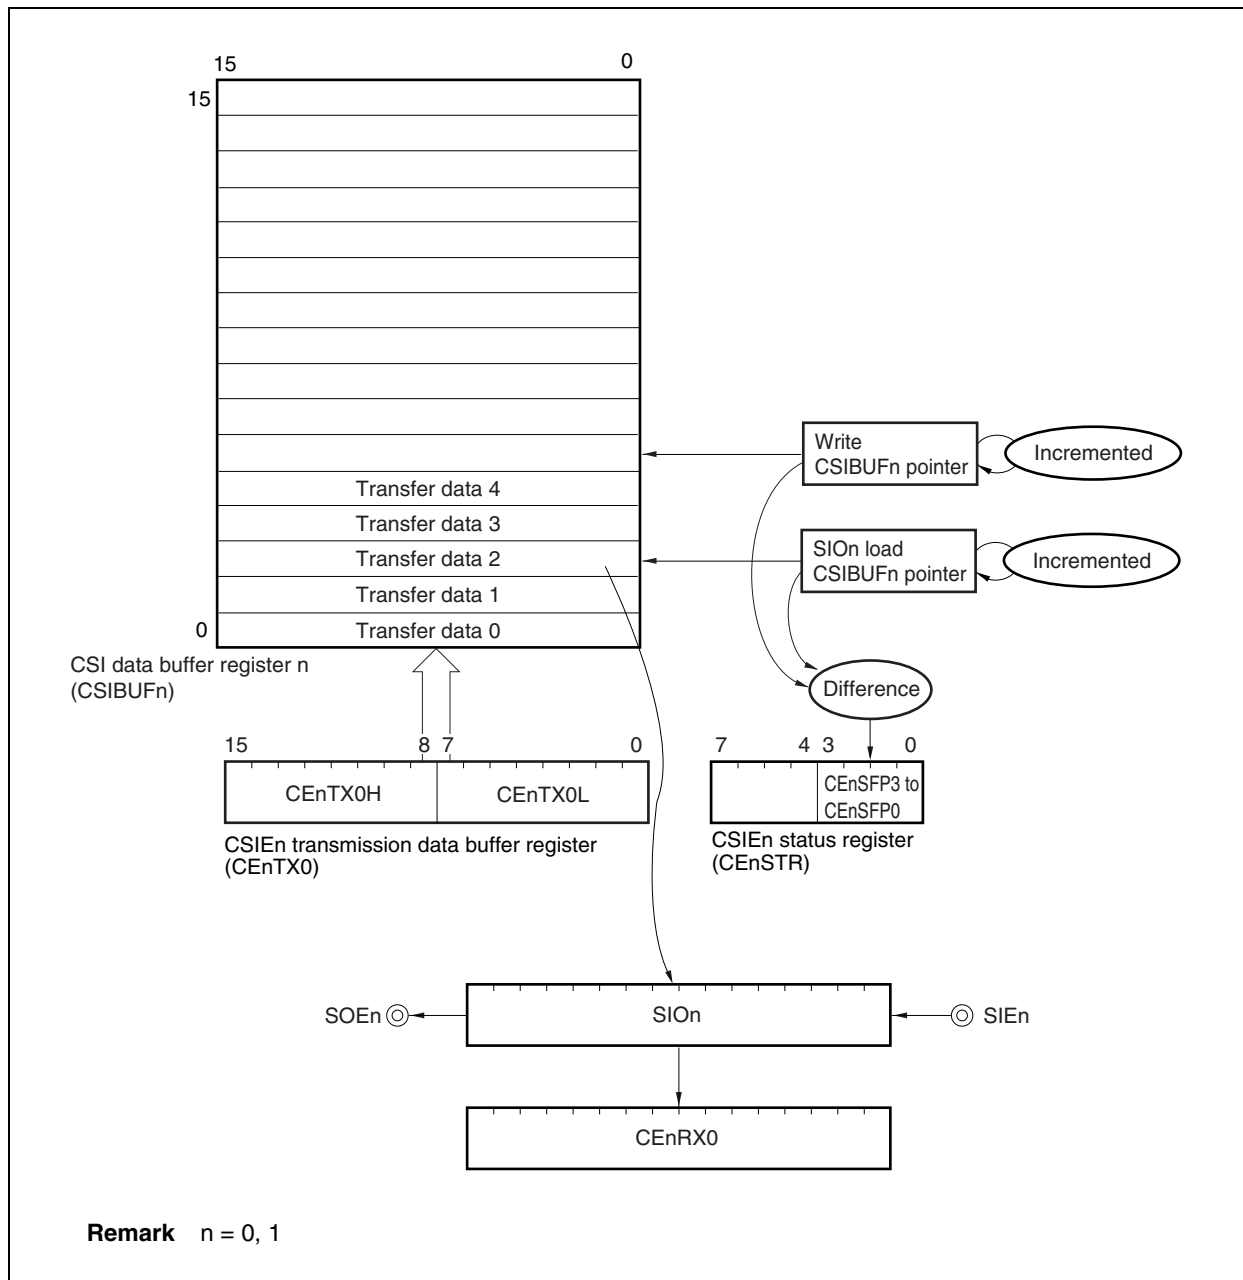 15 0
15
Write
CSIBUFn pointer
Incremented
Transfer data 4
Transfer data 3
SIOn load
CSIBUFn pointer
Incremented
Transfer data 2
Transfer data 1
0
Transfer data 0
CSI data buffer register n
(CSIBUFn)
Difference
15 8 7 0
7 4 3 0
CEnTX0H CEnTX0L
CEnSFP3 to
CEnSFP0
CSIEn transmission data buffer register
(CEnTX0)
CSIEn status register
(CEnSTR)
SOEn SIOn SIEn
CEnRX0
Remark n = 0, 1